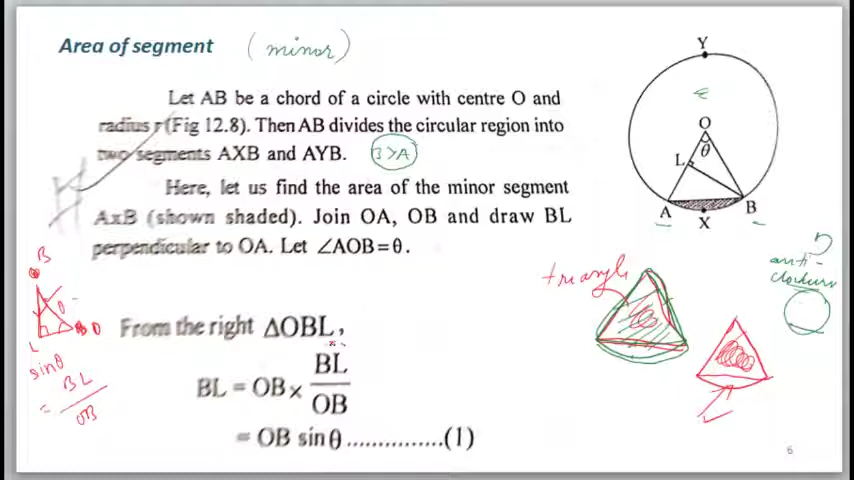 Area of segment (minor)
Let AB be a chord of a circle with centre O and
radius r (Fig 12.8). Then AB divides the circular region into
two segments AXB and AYB. B>A
Here, let us find the area of the minor segment
AxB (shown shaded). Join OA, OB and draw BL
perpendicular to OA. Let ∠AOB=θ.
From the right ΔOBL,
BL = OB × BL/OB
= OB sinθ...............(1)
Y
O
θ
L
A
B
X
triangle
anti-
B
L
sinθ
= BL/OB
6